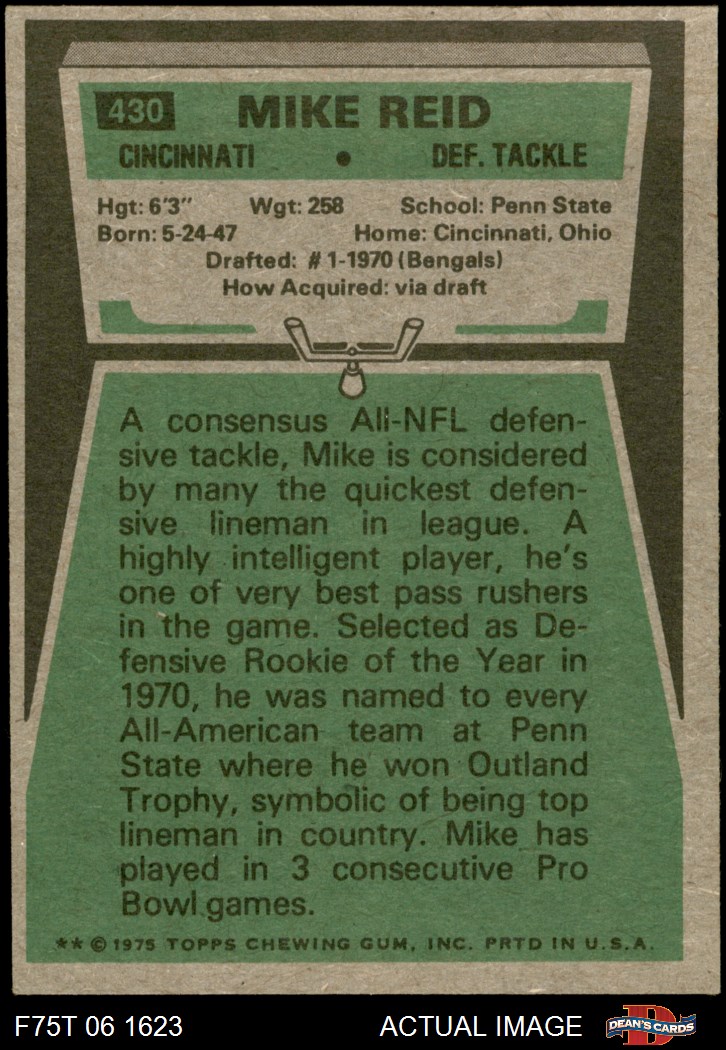 430 MIKE REID
CINCINNATI • DEF. TACKLE
Hgt: 6'3" Wgt: 258 School: Penn State
Born: 5-24-47 Home: Cincinnati, Ohio
Drafted: #1-1970 (Bengals)
How Acquired: via draft
A consensus All-NFL defen-
sive tackle, Mike is considered
by many the quickest defen-
sive lineman in league. A
highly intelligent player, he's
one of very best pass rushers
in the game. Selected as De-
fensive Rookie of the Year in
1970, he was named to every
All-American team at Penn
State where he won Outland
Trophy, symbolic of being top
lineman in country. Mike has
played in 3 consecutive Pro
Bowl games.
** © 1975 TOPPS CHEWING GUM, INC. PRTD IN U.S.A.
F75T 06 1623 ACTUAL IMAGE DEAN'S CARDS